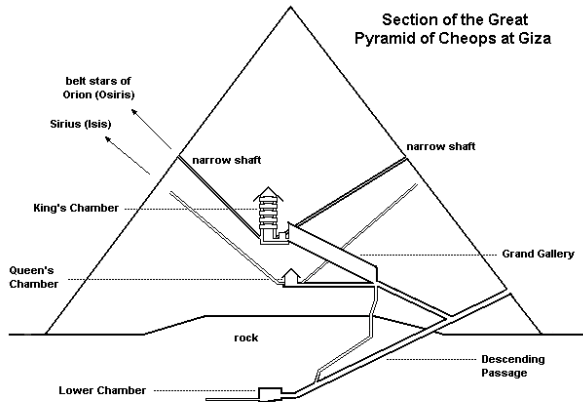 Section of the Great
Pyramid of Cheops at Giza
belt stars of
Orion (Osiris)
Sirius (Isis)
narrow shaft
narrow shaft
King's Chamber
Grand Gallery
Queen's
Chamber
rock
Descending
Passage
Lower Chamber